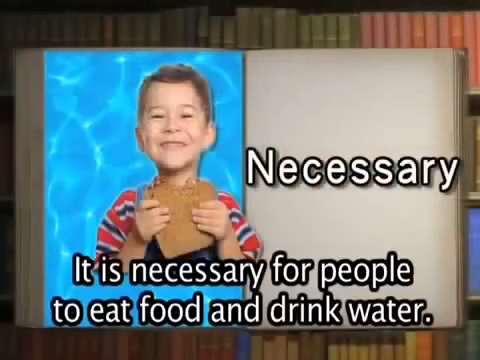 Necessary
It is necessary for people
to eat food and drink water.